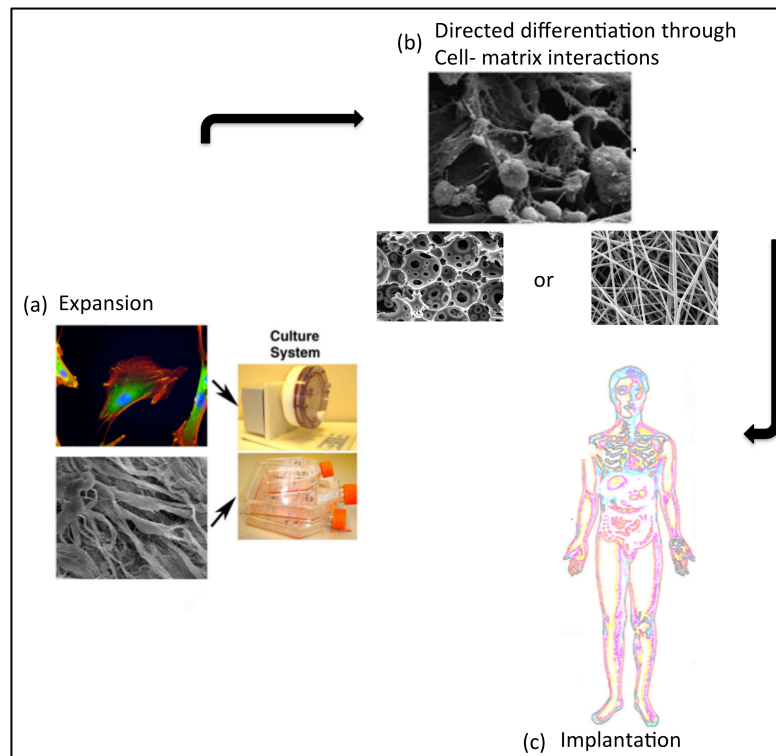 (b) Directed differentiation through
Cell- matrix interactions
or
(a) Expansion
Culture
System
(c) Implantation